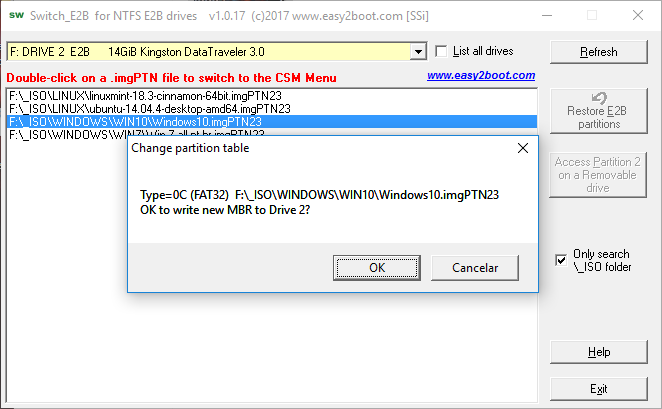 SW Switch_E2B for NTFS E2B drives v1.0.17 (c)2017 www.easy2boot.com [SSi]
F: DRIVE 2 E2B 14GiB Kingston DataTraveler 3.0
List all drives
Refresh
Double-click on a .imgPTN file to switch to the CSM Menu
www.easy2boot.com
F:\_ISO\LINUX\linuxmint-18.3-cinnamon-64bit.imgPTN23
F:\_ISO\LINUX\ubuntu-14.04.4-desktop-amd64.imgPTN23
F:\_ISO\WINDOWS\WIN10\Windows10.imgPTN23
Restore E2B
partitions
Change partition table
Type=0C (FAT32) F:\_ISO\WINDOWS\WIN10\Windows10.imgPTN23
OK to write new MBR to Drive 2?
OK
Cancelar
Access Partition 2
on a Removable
drive
Only search
\_ISO folder
Help
Exit